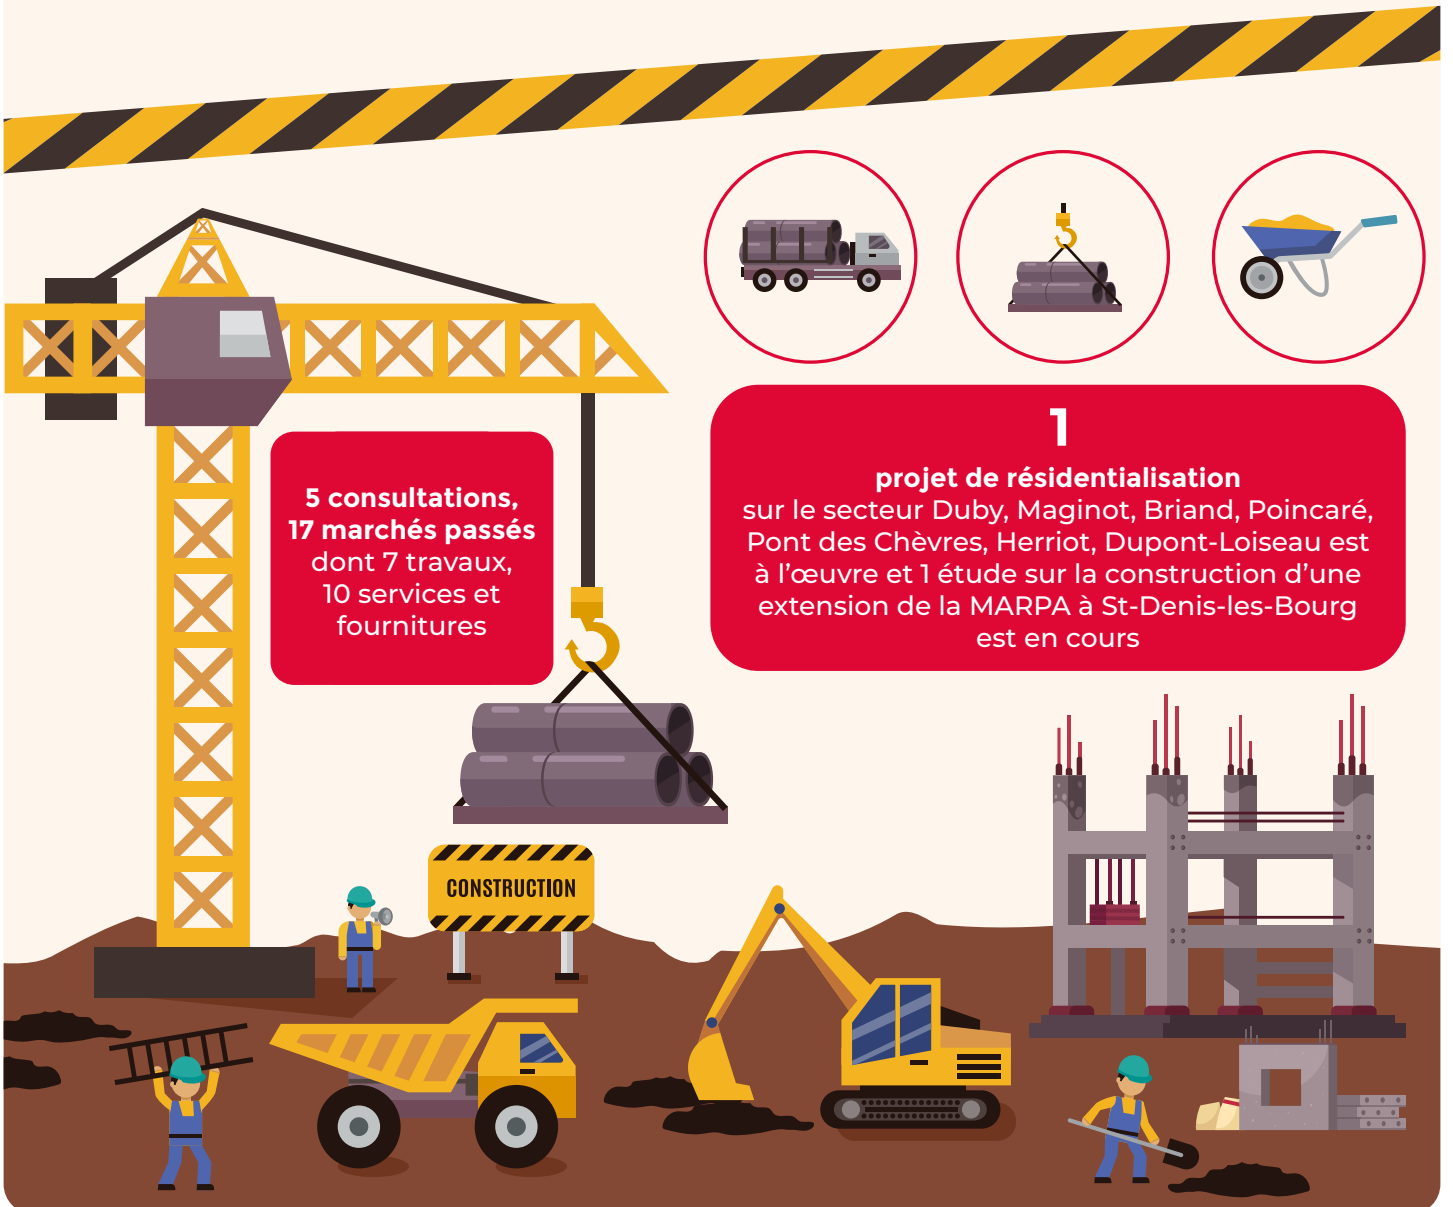 5 consultations,
17 marchés passés
dont 7 travaux,
10 services et
fournitures
1
projet de résidentialisation
sur le secteur Duby, Maginot, Briand, Poincaré,
Pont des Chèvres, Herriot, Dupont-Loiseau est
à l’œuvre et 1 étude sur la construction d’une
extension de la MARPA à St-Denis-les-Bourg
est en cours
CONSTRUCTION